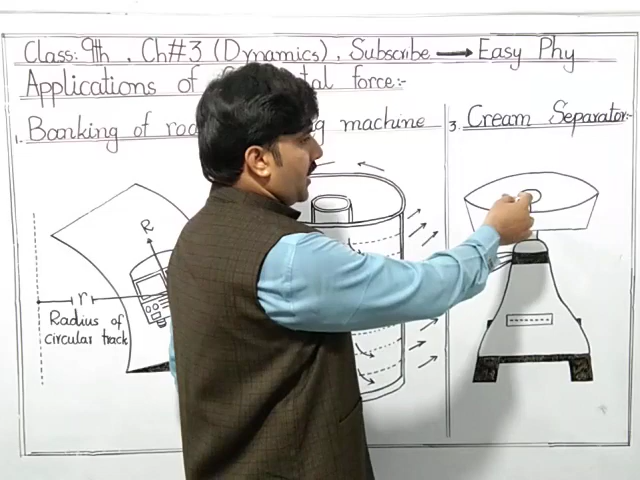 Class: 9th, Ch#3 (Dynamics), Subscribe → Easy Phy
Applications of force:-
1. Banking of machine
3. Cream Separator:-
R
r
Radius of
circular track